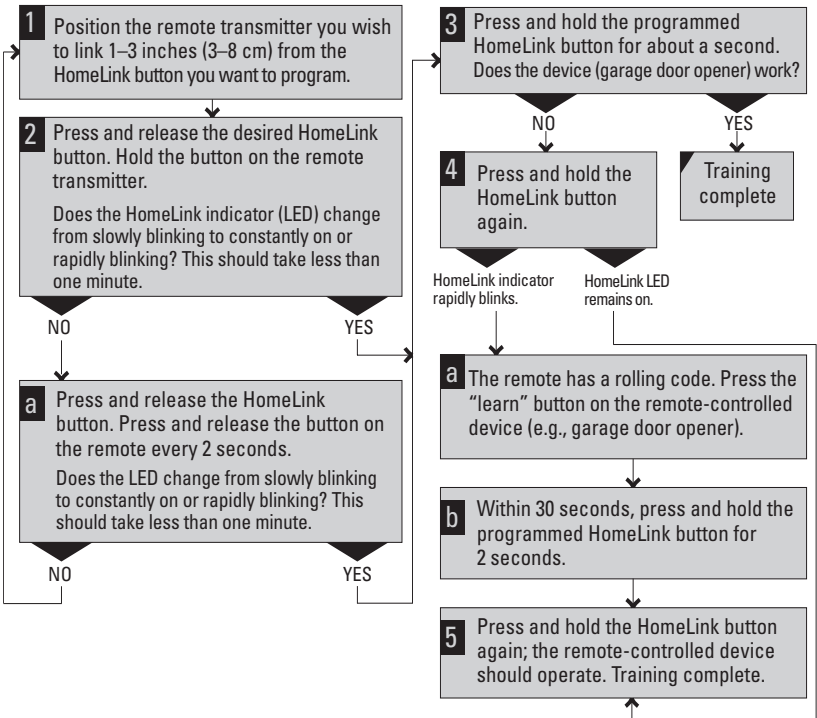 1
Position the remote transmitter you wish
to link 1–3 inches (3–8 cm) from the
HomeLink button you want to program.
2
Press and release the desired HomeLink
button. Hold the button on the remote
transmitter.
Does the HomeLink indicator (LED) change
from slowly blinking to constantly on or
rapidly blinking? This should take less than
one minute.
NO
YES
a
Press and release the HomeLink
button. Press and release the button on
the remote every 2 seconds.
Does the LED change from slowly blinking
to constantly on or rapidly blinking? This
should take less than one minute.
NO
YES
3
Press and hold the programmed
HomeLink button for about a second.
Does the device (garage door opener) work?
NO
YES
4
Press and hold the
HomeLink button
again.
Training
complete
HomeLink indicator
rapidly blinks.
HomeLink LED
remains on.
a
The remote has a rolling code. Press the
“learn” button on the remote-controlled
device (e.g., garage door opener).
b
Within 30 seconds, press and hold the
programmed HomeLink button for
2 seconds.
5
Press and hold the HomeLink button
again; the remote-controlled device
should operate. Training complete.